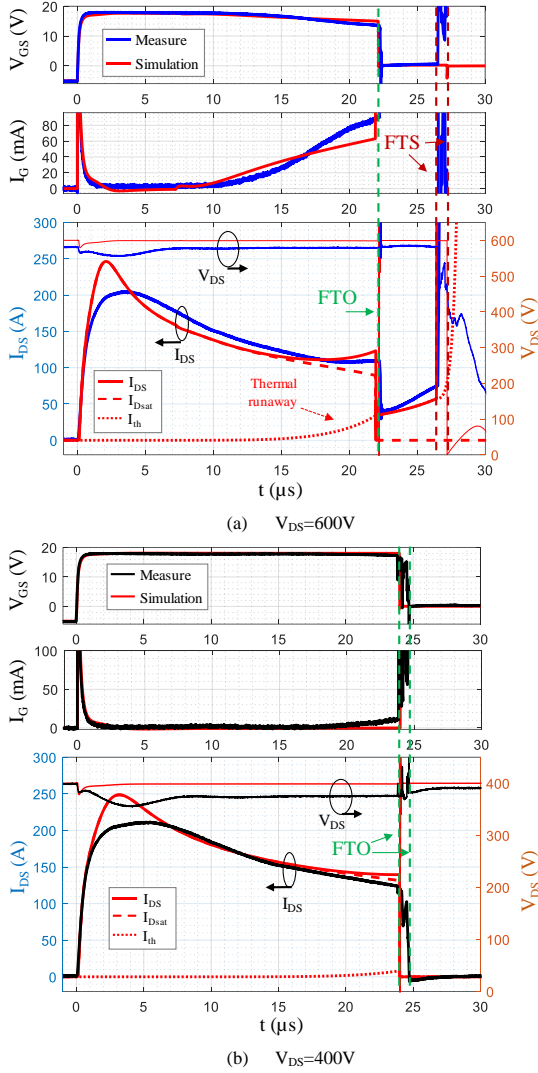 20
10
0
V_GS (V)
Measure
Simulation
0 5 10 15 20 25 30
80
60
40
20
0
I_G (mA)
FTS
0 5 10 15 20 25 30
300
250
200
150
100
50
0
I_DS (A)
600
500
400
300
200
100
0
V_DS (V)
V_DS
I_DS
FTO
I_DS
I_Dsat
I_th
Thermal
runaway
0 5 10 15 20 25 30
t (µs)
(a) V_DS=600V
20
10
0
V_GS (V)
Measure
Simulation
0 5 10 15 20 25 30
100
50
0
I_G (mA)
0 5 10 15 20 25 30
300
250
200
150
100
50
0
I_DS (A)
400
300
200
100
0
V_DS (V)
V_DS
FTO
I_DS
I_DS
I_Dsat
I_th
0 5 10 15 20 25 30
t (µs)
(b) V_DS=400V